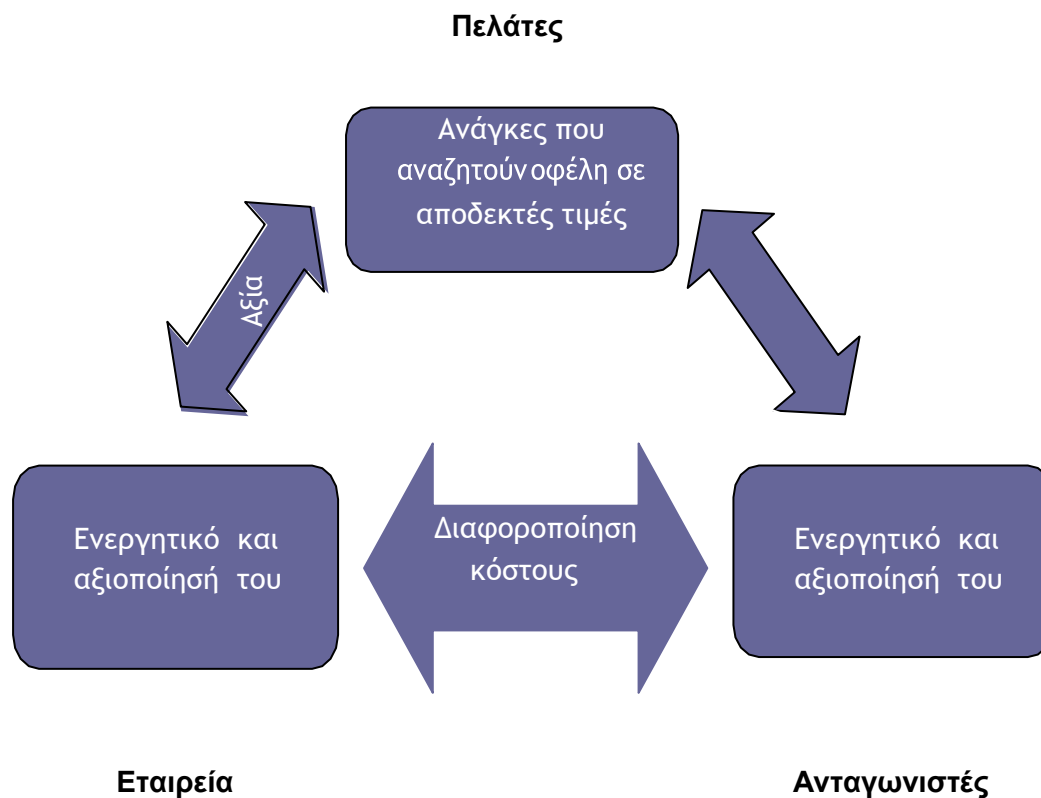 Πελάτες
Ανάγκες που
αναζητούν οφέλη σε
αποδεκτές τιμές
Αξία
Διαφοροποίηση
κόστους
Ενεργητικό και
αξιοποίησή του
Ενεργητικό και
αξιοποίησή του
Εταιρεία
Ανταγωνιστές